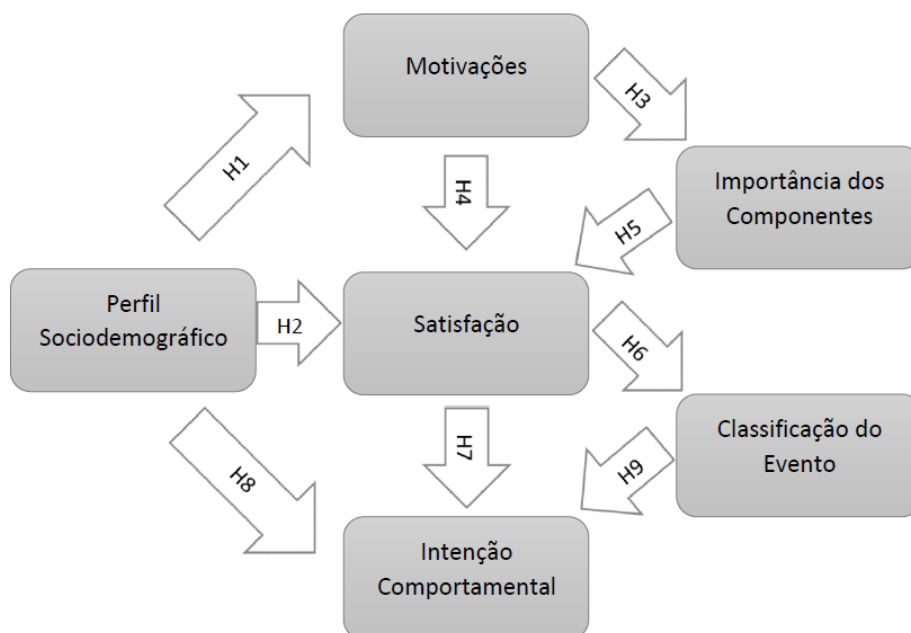 Motivações
H3
H1
H4
Importância dos
Componentes
H5
Perfil
Sociodemográfico
H2
Satisfação
H6
H7
Classificação do
Evento
H8
H9
Intenção
Comportamental